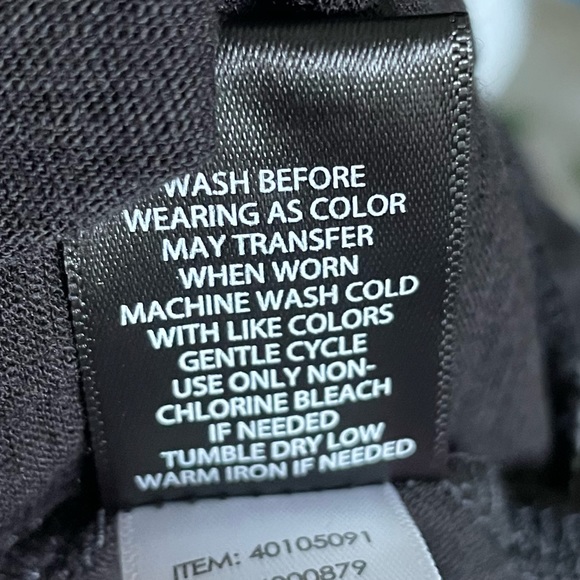 WASH BEFORE
WEARING AS COLOR
MAY TRANSFER
WHEN WORN
MACHINE WASH COLD
WITH LIKE COLORS
GENTLE CYCLE
USE ONLY NON-
CHLORINE BLEACH
IF NEEDED
TUMBLE DRY LOW
WARM IRON IF NEEDED
ITEM: 40105091